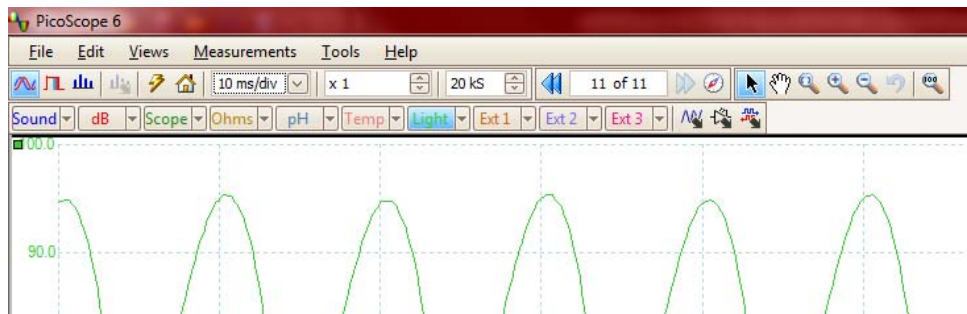 PicoScope 6
File Edit Views Measurements Tools Help
10 ms/div x 1 20 kS 11 of 11 100
Sound dB Scope Ohms pH Temp Light Ext 1 Ext 2 Ext 3
100.0
90.0